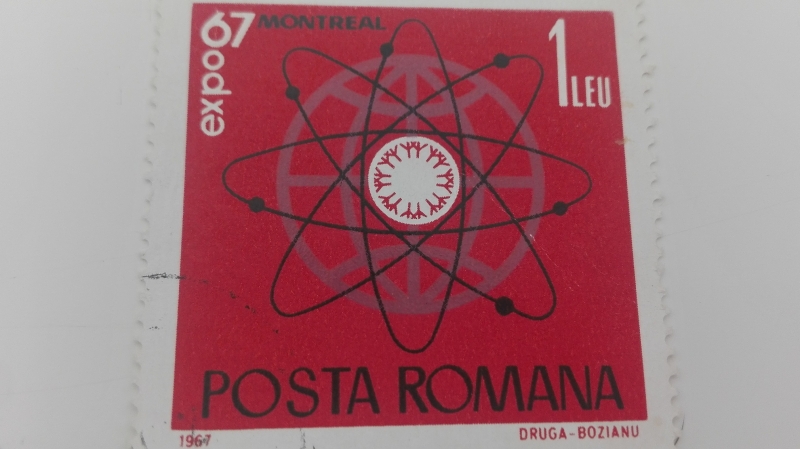 expo67 MONTREAL
1 LEU
POSTA ROMANA
1967
DRUGA-BOZIANU